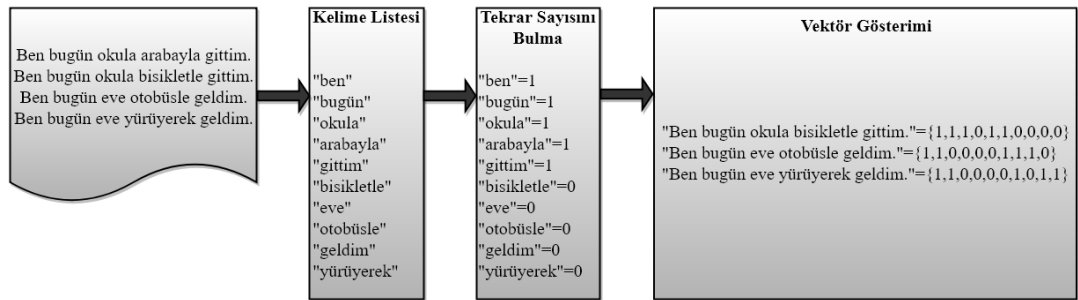 Ben bugün okula arabayla gittim.
Ben bugün okula bisikletle gittim.
Ben bugün eve otobüsle geldim.
Ben bugün eve yürüyerek geldim.
Kelime Listesi
"ben"
"bugün"
"okula"
"arabayla"
"gittim"
"bisikletle"
"eve"
"otobüsle"
"geldim"
"yürüyerek"
Tekrar Sayısını
Bulma
"ben"=1
"bugün"=1
"okula"=1
"arabayla=1
"gittim"=1
"bisikletle"=0
"eve"=0
"otobüsle"=0
"geldim"=0
"yürüyerek"=0
Vektör Gösterimi
"Ben bugün okula bisikletle gittim."={1,1,1,0,1,1,0,0,0,0}
"Ben bugün eve otobüsle geldim."={1,1,0,0,0,0,1,1,1,0}
"Ben bugün eve yürüyerek geldim."={1,1,0,0,0,0,1,0,1,1}